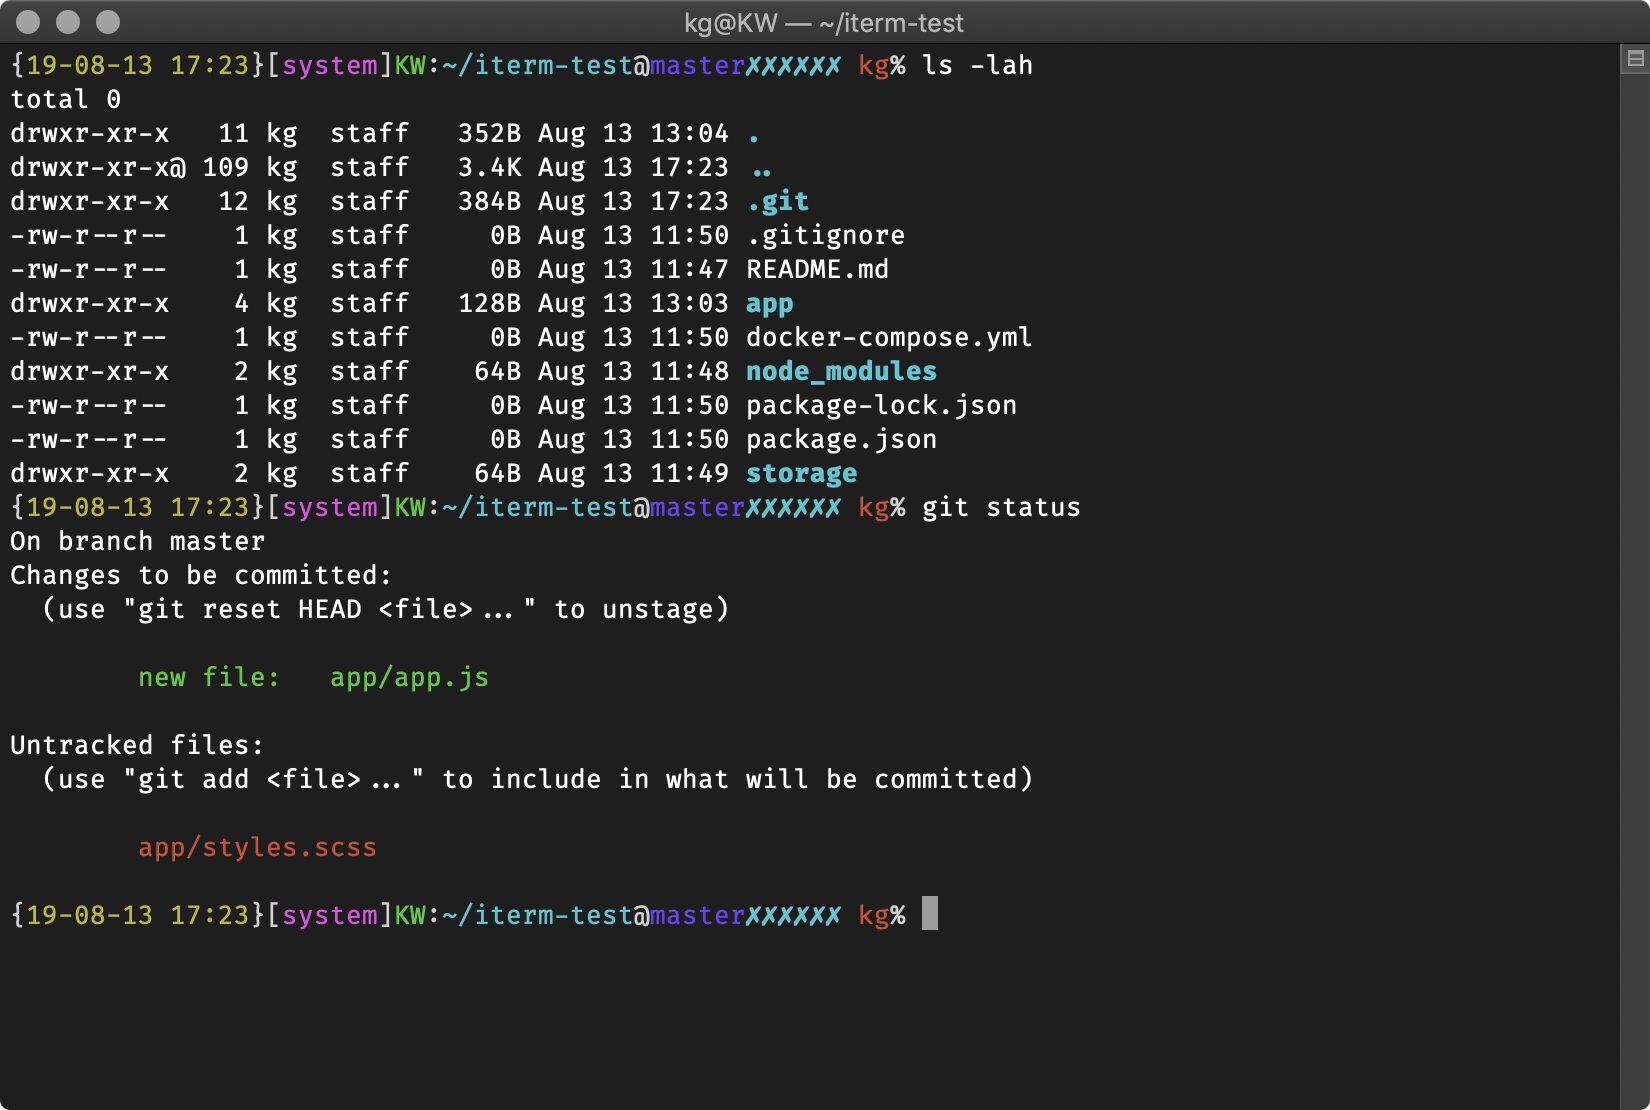 kg@KW — ~/iterm-test
{19-08-13 17:23}[system]KW:~/iterm-test@master✗✗✗✗✗✗ kg% ls -lah
total 0
drwxr-xr-x   11 kg  staff   352B Aug 13 13:04 .
drwxr-xr-x@ 109 kg  staff   3.4K Aug 13 17:23 ..
drwxr-xr-x   12 kg  staff   384B Aug 13 17:23 .git
-rw-r--r--    1 kg  staff     0B Aug 13 11:50 .gitignore
-rw-r--r--    1 kg  staff     0B Aug 13 11:47 README.md
drwxr-xr-x    4 kg  staff   128B Aug 13 13:03 app
-rw-r--r--    1 kg  staff     0B Aug 13 11:50 docker-compose.yml
drwxr-xr-x    2 kg  staff    64B Aug 13 11:48 node_modules
-rw-r--r--    1 kg  staff     0B Aug 13 11:50 package-lock.json
-rw-r--r--    1 kg  staff     0B Aug 13 11:50 package.json
drwxr-xr-x    2 kg  staff    64B Aug 13 11:49 storage
{19-08-13 17:23}[system]KW:~/iterm-test@master✗✗✗✗✗✗ kg% git status
On branch master
Changes to be committed:
  (use "git reset HEAD <file>..." to unstage)
        new file:   app/app.js
Untracked files:
  (use "git add <file>..." to include in what will be committed)
        app/styles.scss
{19-08-13 17:23}[system]KW:~/iterm-test@master✗✗✗✗✗✗ kg%